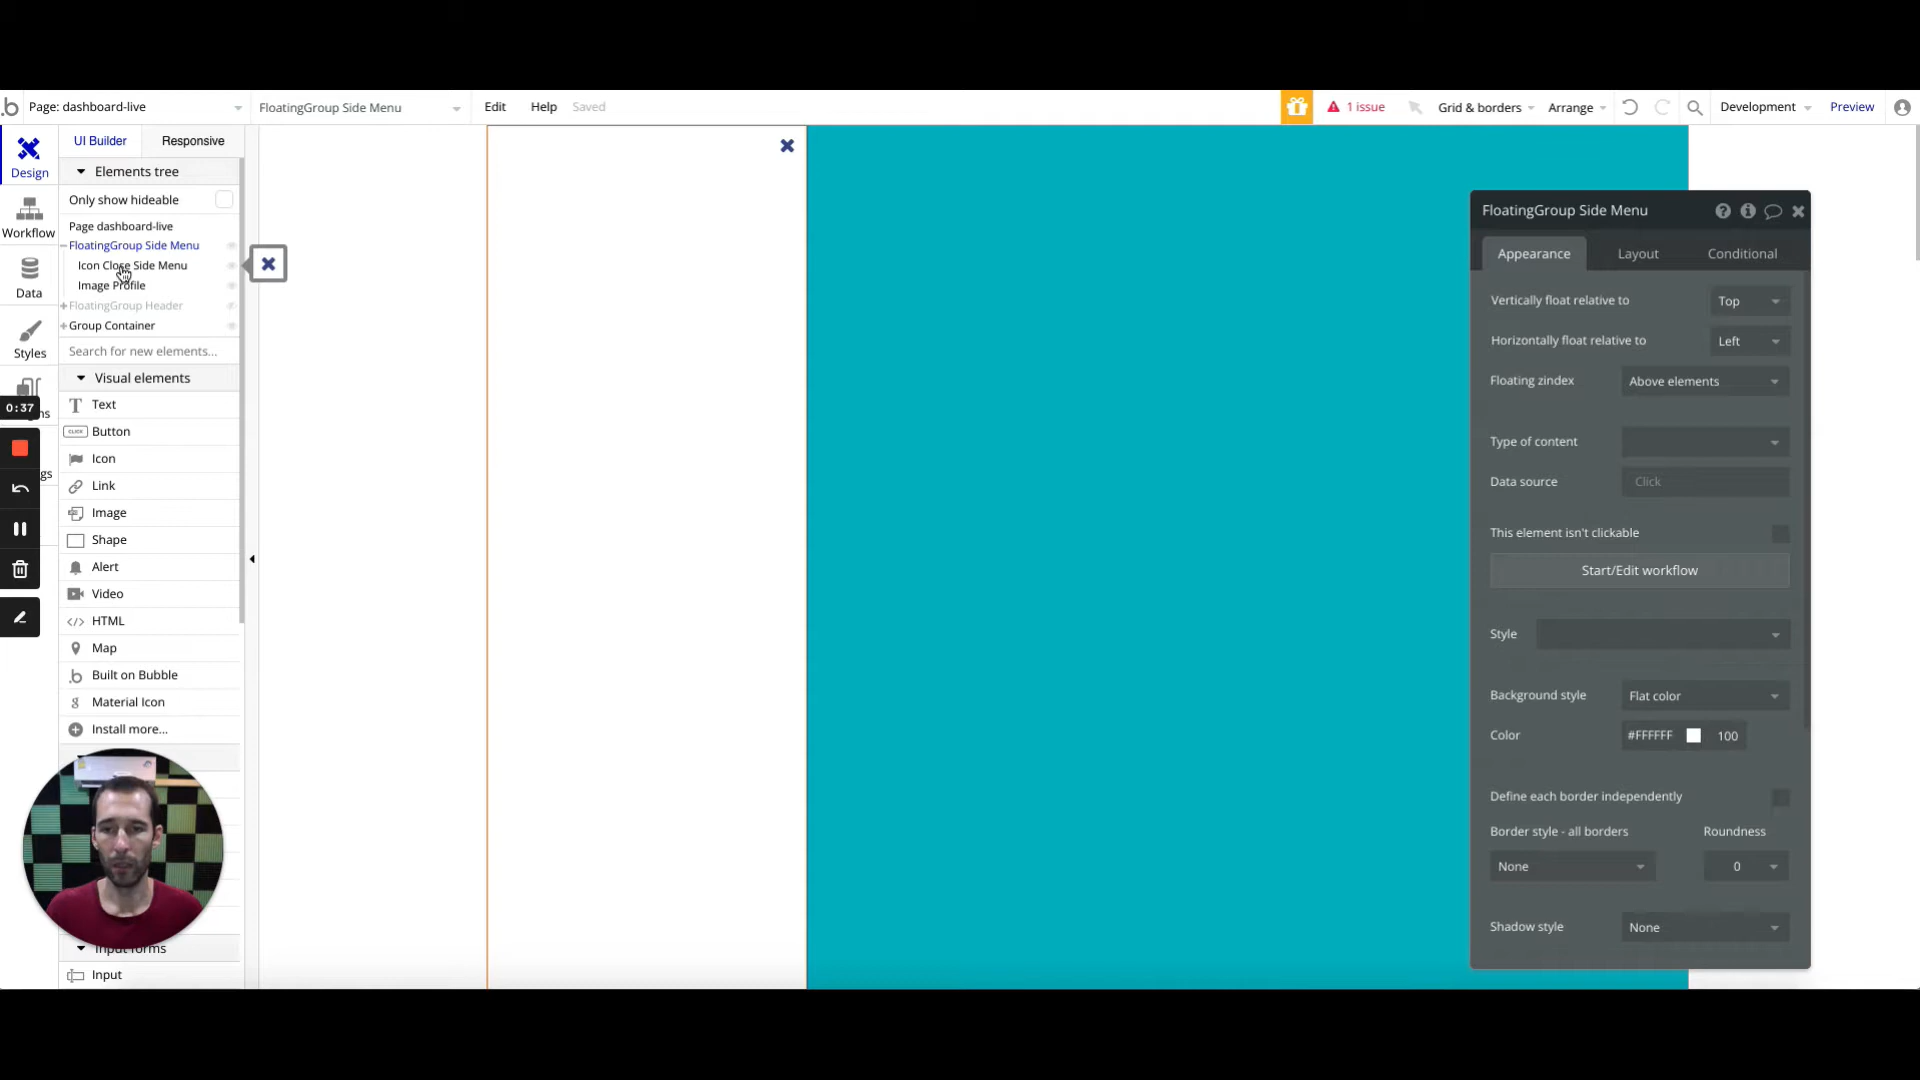 .b Page: dashboard-live FloatingGroup Side Menu Edit Help Saved 1 issue Grid & borders Arrange Development Preview
Design
Workflow
Data
Styles
ns
0:37
gs
UI Builder Responsive
Elements tree
Only show hideable
Page dashboard-live
FloatingGroup Side Menu
Icon Close Side Menu
Image Profile
FloatingGroup Header
Group Container
Search for new elements...
Visual elements
Text
CLICK Button
Icon
Link
Image
Shape
Alert
Video
</> HTML
Map
Built on Bubble
Material Icon
Install more...
Input forms
Input
FloatingGroup Side Menu
Appearance Layout Conditional
Vertically float relative to Top
Horizontally float relative to Left
Floating zindex Above elements
Type of content
Data source Click
This element isn't clickable
Start/Edit workflow
Style
Background style Flat color
Color #FFFFFF 100
Define each border independently
Border style - all borders Roundness
None 0
Shadow style None